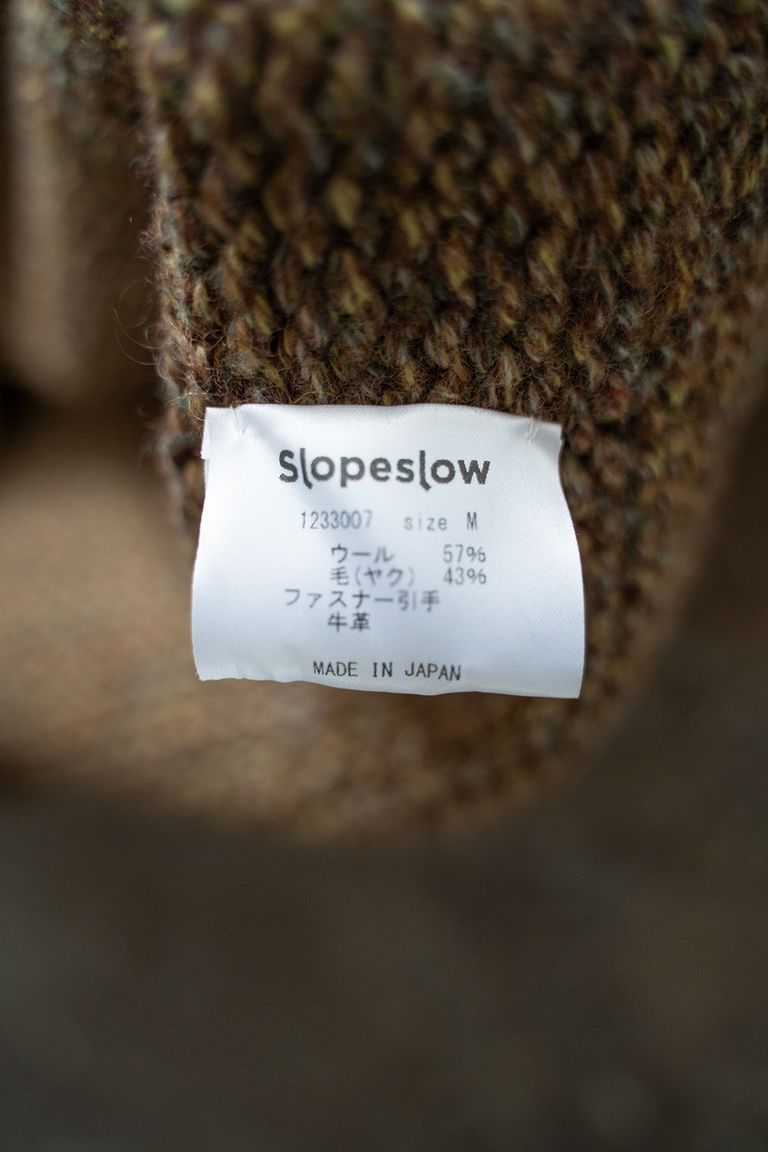 Slopeslow
1233007 size M
ウール 57%
毛(ヤク) 43%
ファスナー引手
牛革
MADE IN JAPAN